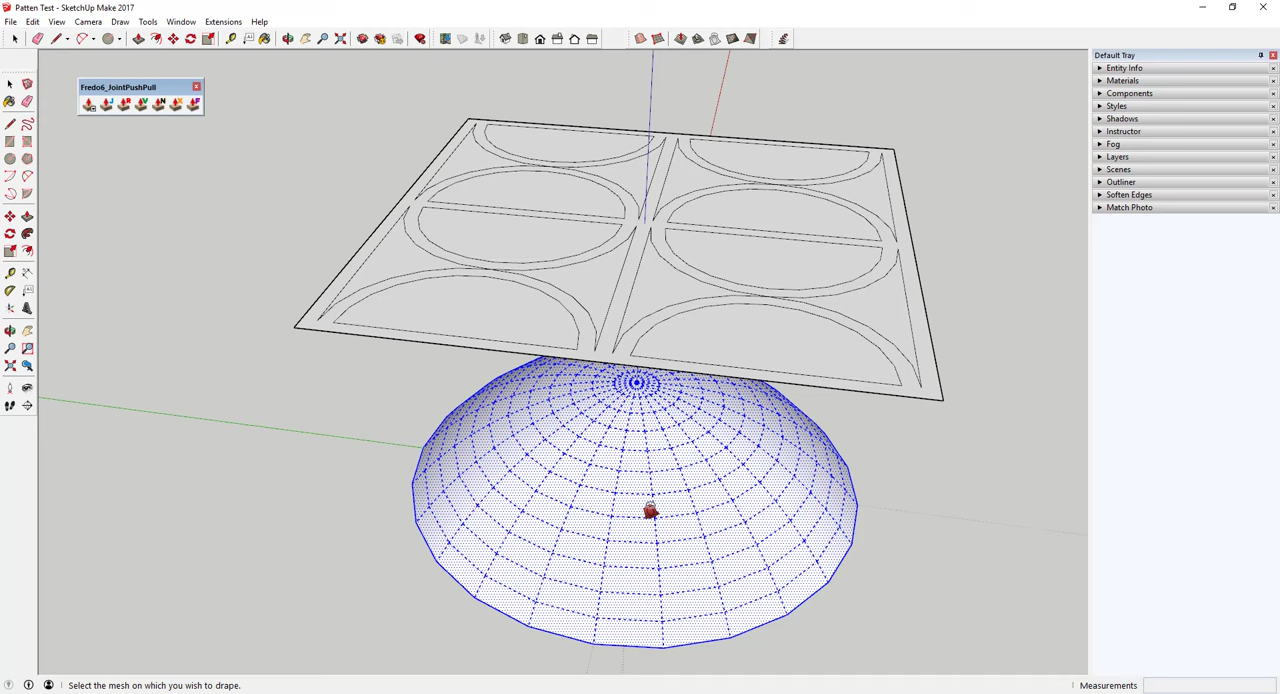 Patten Test - SketchUp Make 2017
File Edit View Camera Draw Tools Window Extensions Help
Fredo6_JointPushPull
Default Tray
Entity Info
Materials
Components
Styles
Shadows
Instructor
Fog
Layers
Scenes
Outliner
Soften Edges
Match Photo
Select the mesh on which you wish to drape.
Measurements